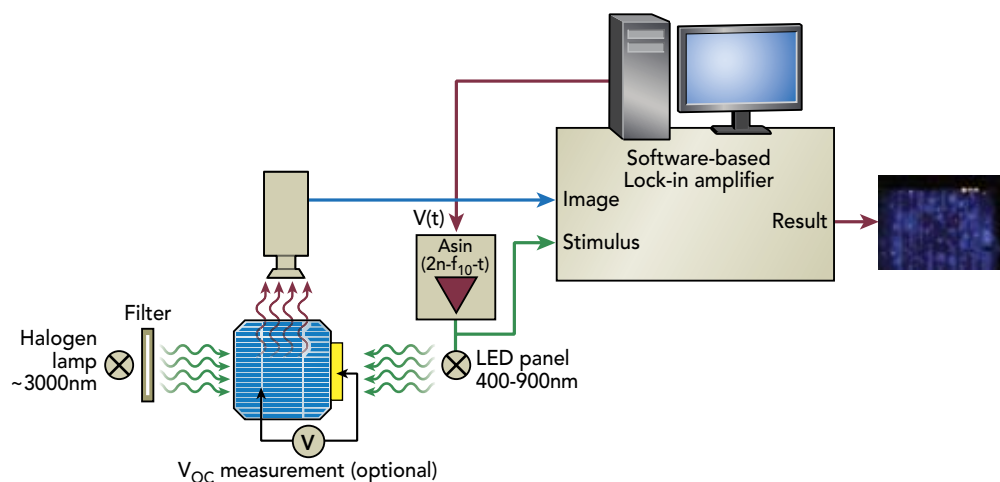 Software-based
Lock-in amplifier
Image
Result
V(t)
Stimulus
Asin
(2n-f10-t)
Filter
Halogen
lamp
~3000nm
LED panel
400-900nm
V
VOC measurement (optional)